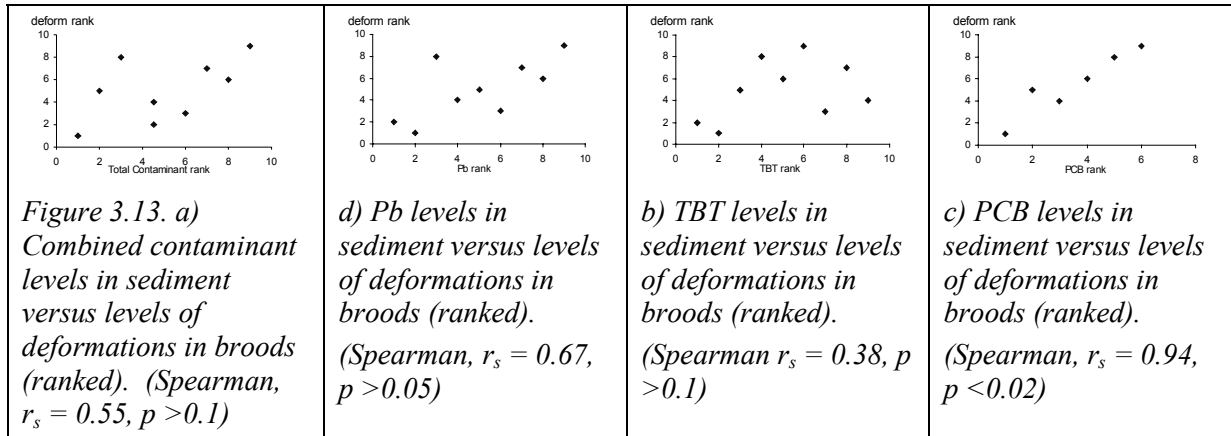 deform rank
10
8
6
4
2
0
0 2 4 6 8 10
Total Contaminant rank
Figure 3.13. a)
Combined contaminant
levels in sediment
versus levels of
deformations in broods
(ranked).  (Spearman,
rs = 0.55, p >0.1)
deform rank
10
8
6
4
2
0
0 2 4 6 8 10
Pb rank
d) Pb levels in
sediment versus levels
of deformations in
broods (ranked).
(Spearman, rs = 0.67,
p >0.05)
deform rank
10
8
6
4
2
0
0 2 4 6 8 10
TBT rank
b) TBT levels in
sediment versus levels
of deformations in
broods (ranked).
(Spearman rs = 0.38, p
>0.1)
deform rank
10
8
6
4
2
0
0 2 4 6 8
PCB rank
c) PCB levels in
sediment versus levels
of deformations in
broods (ranked).
(Spearman, rs = 0.94,
p <0.02)